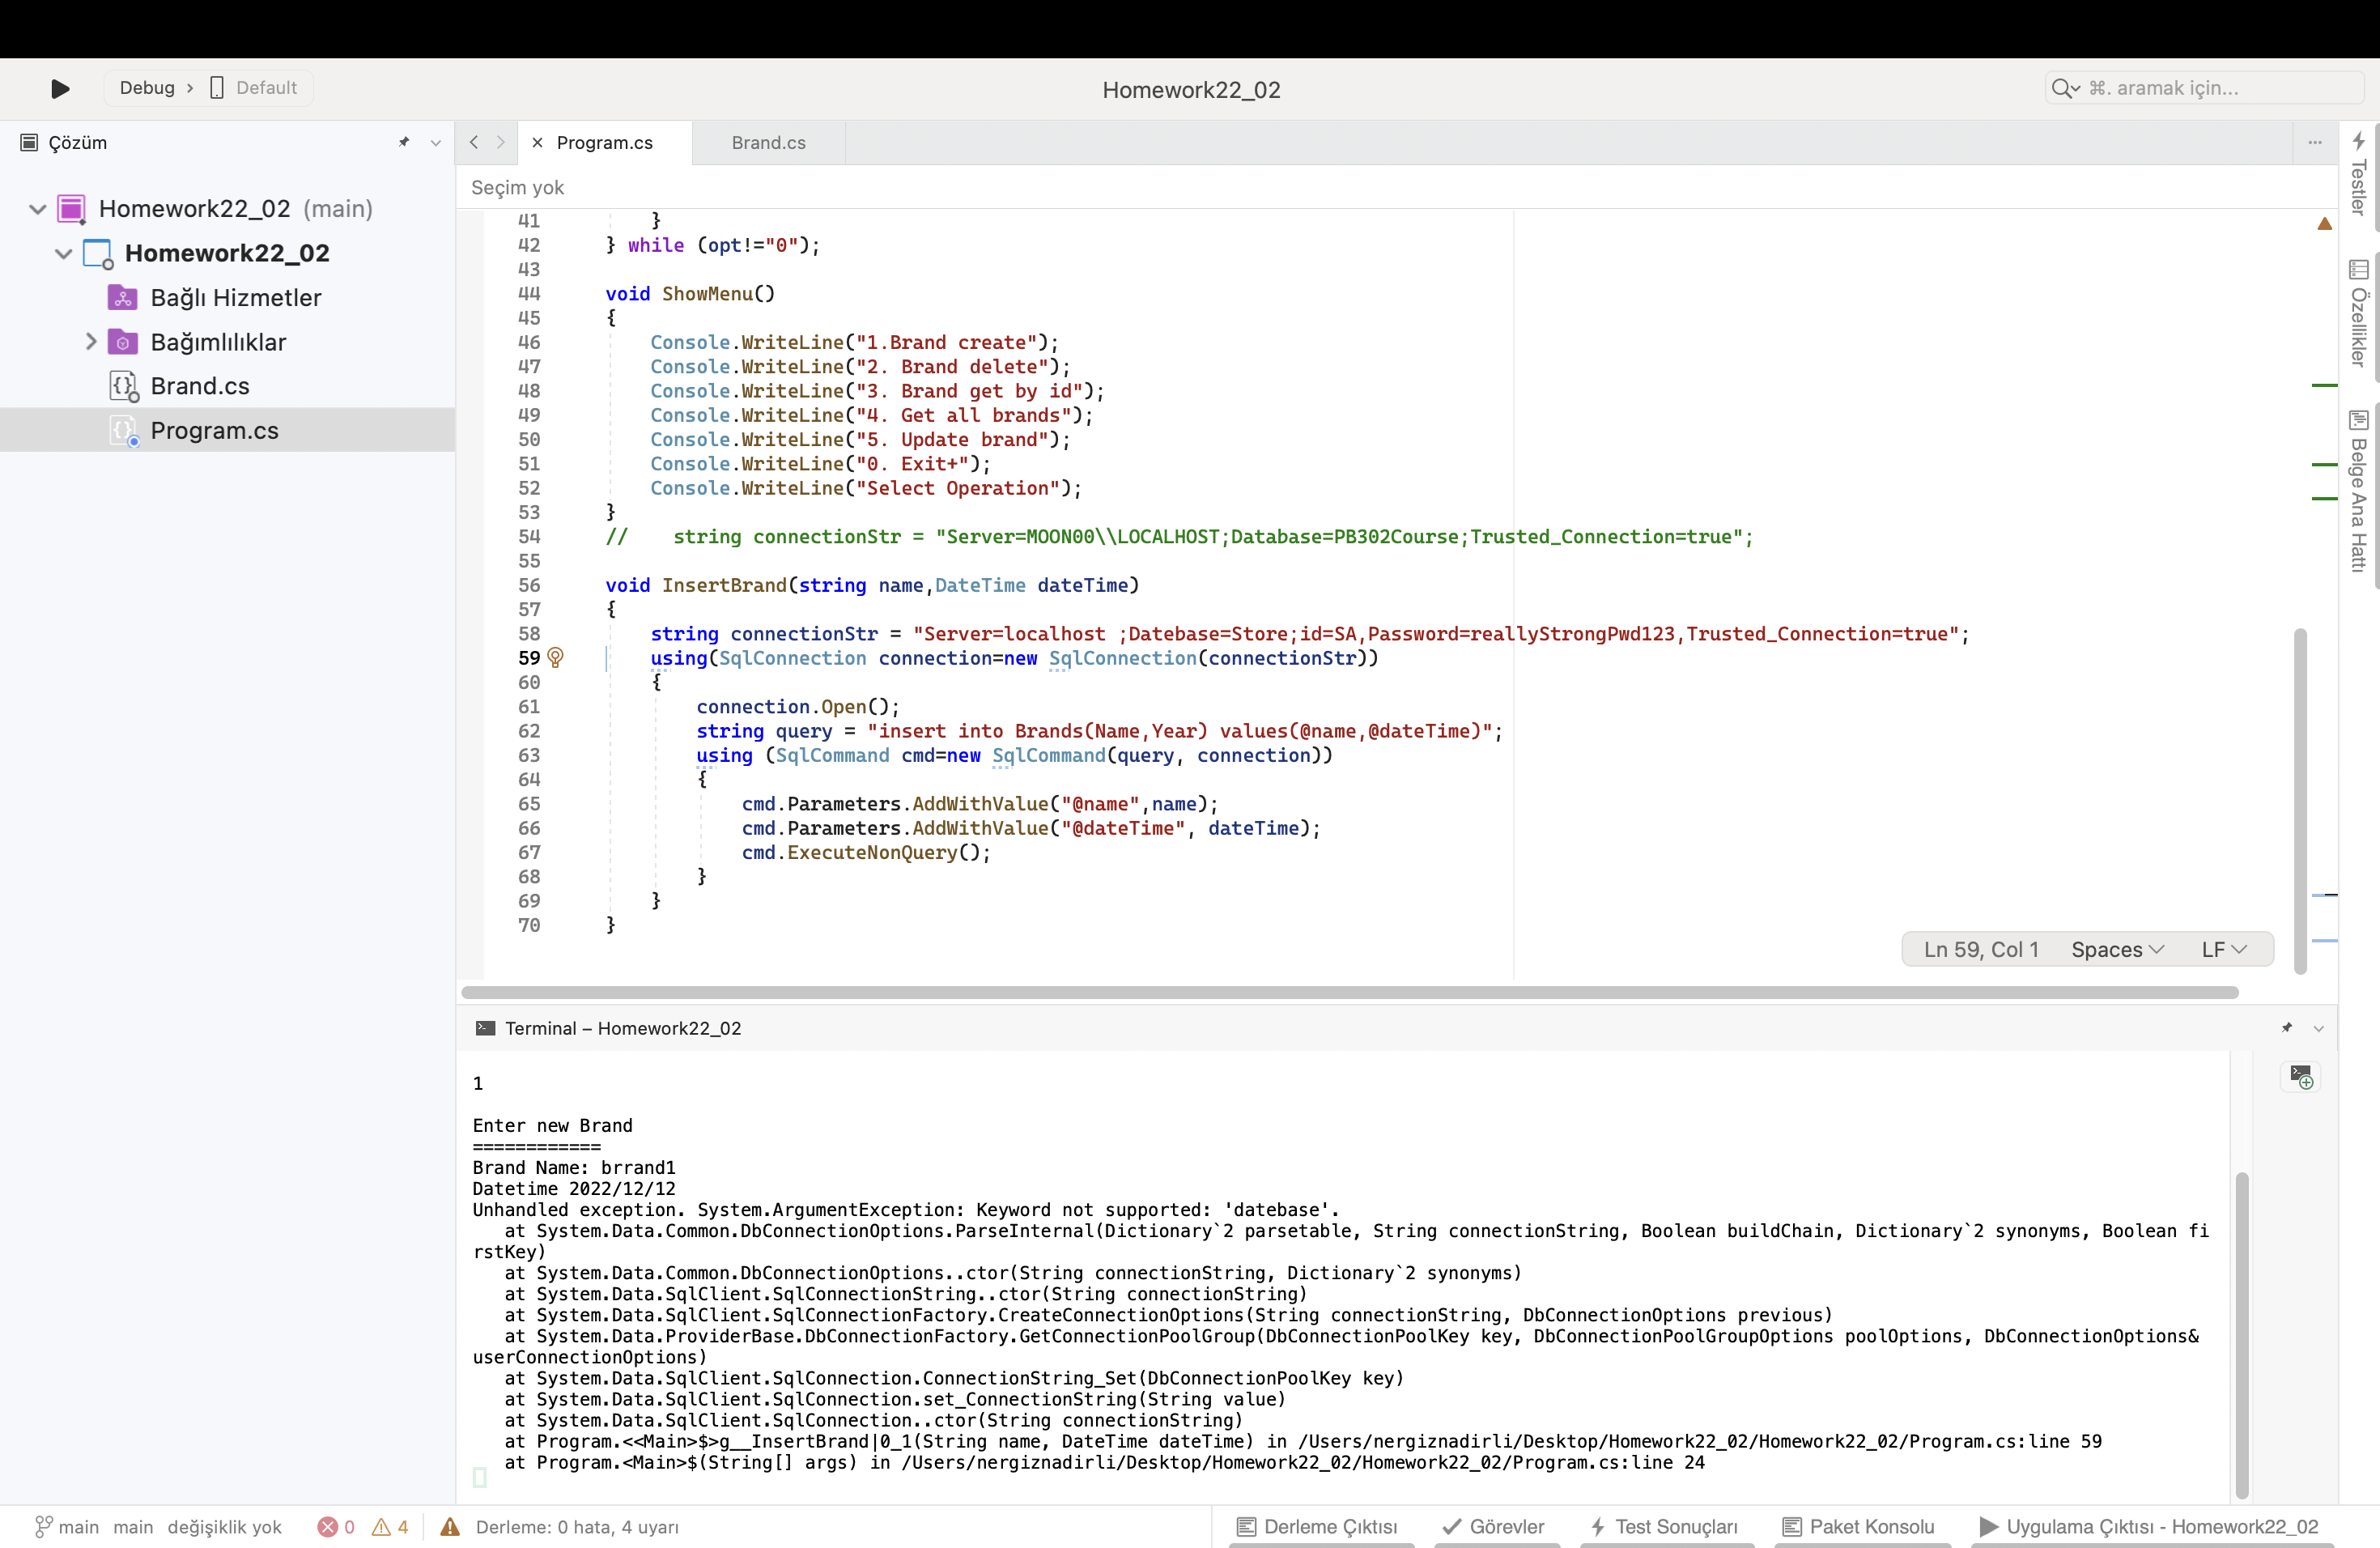 Debug › Default
Homework22_02
⌘. aramak için...
Çözüm
Homework22_02 (main)
Homework22_02
Bağlı Hizmetler
Bağımlılıklar
Brand.cs
Program.cs
Program.cs
Brand.cs
Seçim yok
41 }
42 } while (opt!="0");
43
44 void ShowMenu()
45 {
46 Console.WriteLine("1.Brand create");
47 Console.WriteLine("2. Brand delete");
48 Console.WriteLine("3. Brand get by id");
49 Console.WriteLine("4. Get all brands");
50 Console.WriteLine("5. Update brand");
51 Console.WriteLine("0. Exit+");
52 Console.WriteLine("Select Operation");
53 }
54 // string connectionStr = "Server=MOON00\\LOCALHOST;Database=PB302Course;Trusted_Connection=true";
55
56 void InsertBrand(string name,DateTime dateTime)
57 {
58 string connectionStr = "Server=localhost ;Datebase=Store;id=SA,Password=reallyStrongPwd123,Trusted_Connection=true";
59 using(SqlConnection connection=new SqlConnection(connectionStr))
60 {
61 connection.Open();
62 string query = "insert into Brands(Name,Year) values(@name,@dateTime)";
63 using (SqlCommand cmd=new SqlCommand(query, connection))
64 {
65 cmd.Parameters.AddWithValue("@name",name);
66 cmd.Parameters.AddWithValue("@dateTime", dateTime);
67 cmd.ExecuteNonQuery();
68 }
69 }
70 }
Ln 59, Col 1 Spaces LF
Testler
Özellikler
Belge Ana Hattı
Terminal – Homework22_02
1
Enter new Brand
============
Brand Name: brrand1
Datetime 2022/12/12
Unhandled exception. System.ArgumentException: Keyword not supported: 'datebase'.
at System.Data.Common.DbConnectionOptions.ParseInternal(Dictionary`2 parsetable, String connectionString, Boolean buildChain, Dictionary`2 synonyms, Boolean fi
rstKey)
at System.Data.Common.DbConnectionOptions..ctor(String connectionString, Dictionary`2 synonyms)
at System.Data.SqlClient.SqlConnectionString..ctor(String connectionString)
at System.Data.SqlClient.SqlConnectionFactory.CreateConnectionOptions(String connectionString, DbConnectionOptions previous)
at System.Data.ProviderBase.DbConnectionFactory.GetConnectionPoolGroup(DbConnectionPoolKey key, DbConnectionPoolGroupOptions poolOptions, DbConnectionOptions&
userConnectionOptions)
at System.Data.SqlClient.SqlConnection.ConnectionString_Set(DbConnectionPoolKey key)
at System.Data.SqlClient.SqlConnection.set_ConnectionString(String value)
at System.Data.SqlClient.SqlConnection..ctor(String connectionString)
at Program.<<Main>$>g__InsertBrand|0_1(String name, DateTime dateTime) in /Users/nergiznadirli/Desktop/Homework22_02/Homework22_02/Program.cs:line 59
at Program.<Main>$(String[] args) in /Users/nergiznadirli/Desktop/Homework22_02/Homework22_02/Program.cs:line 24
main main değişiklik yok 0 4 Derleme: 0 hata, 4 uyarı Derleme Çıktısı Görevler Test Sonuçları Paket Konsolu Uygulama Çıktısı - Homework22_02